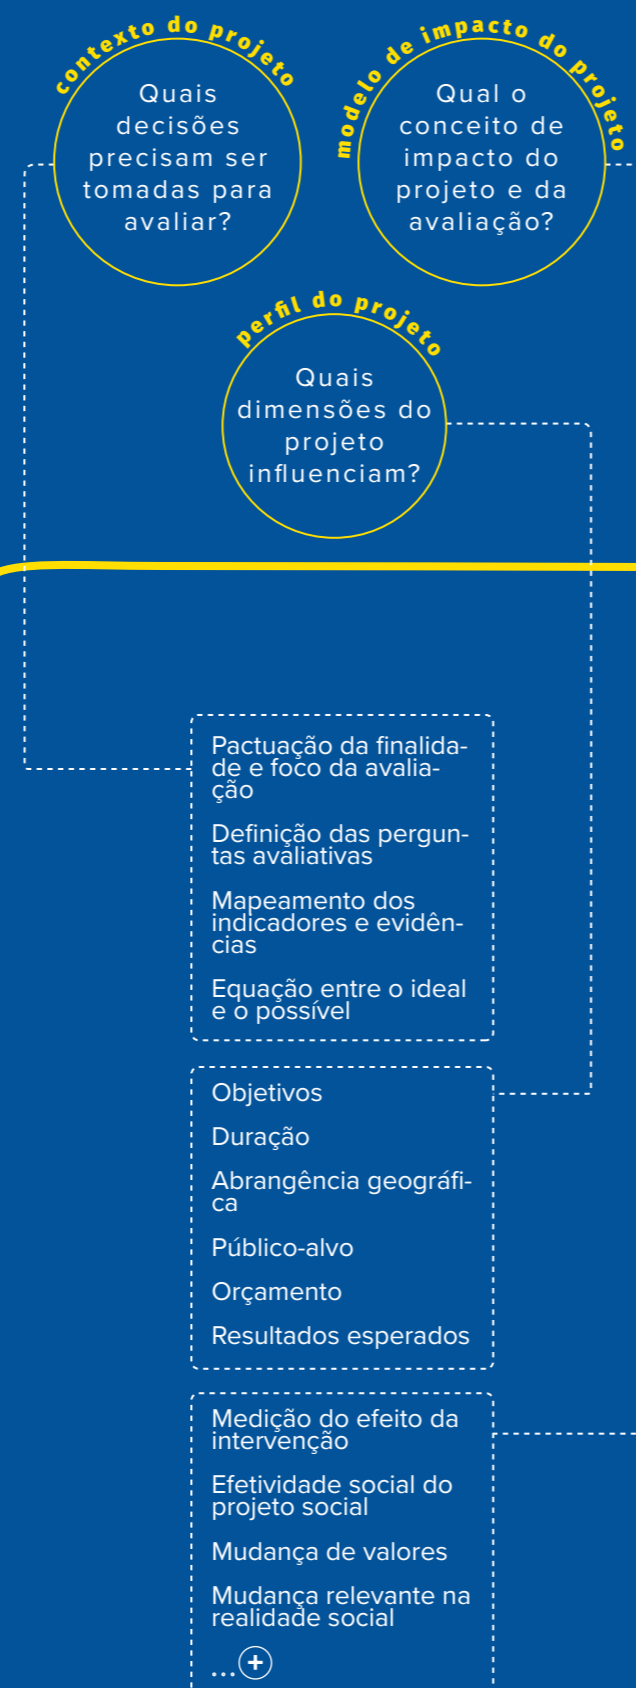 contexto do projeto
Quais
decisões
precisam ser
tomadas para
avaliar?
modelo de impacto do projeto
Qual o
conceito de
impacto do
projeto e da
avaliação?
perfil do projeto
Quais
dimensões do
projeto
influenciam?
Pactuação da finalida-
de e foco da avalia-
ção
Definição das pergun-
tas avaliativas
Mapeamento dos
indicadores e evidên-
cias
Equação entre o ideal
e o possível
Objetivos
Duração
Abrangência geográfi-
ca
Público-alvo
Orçamento
Resultados esperados
Medição do efeito da
intervenção
Efetividade social do
projeto social
Mudança de valores
Mudança relevante na
realidade social
...+